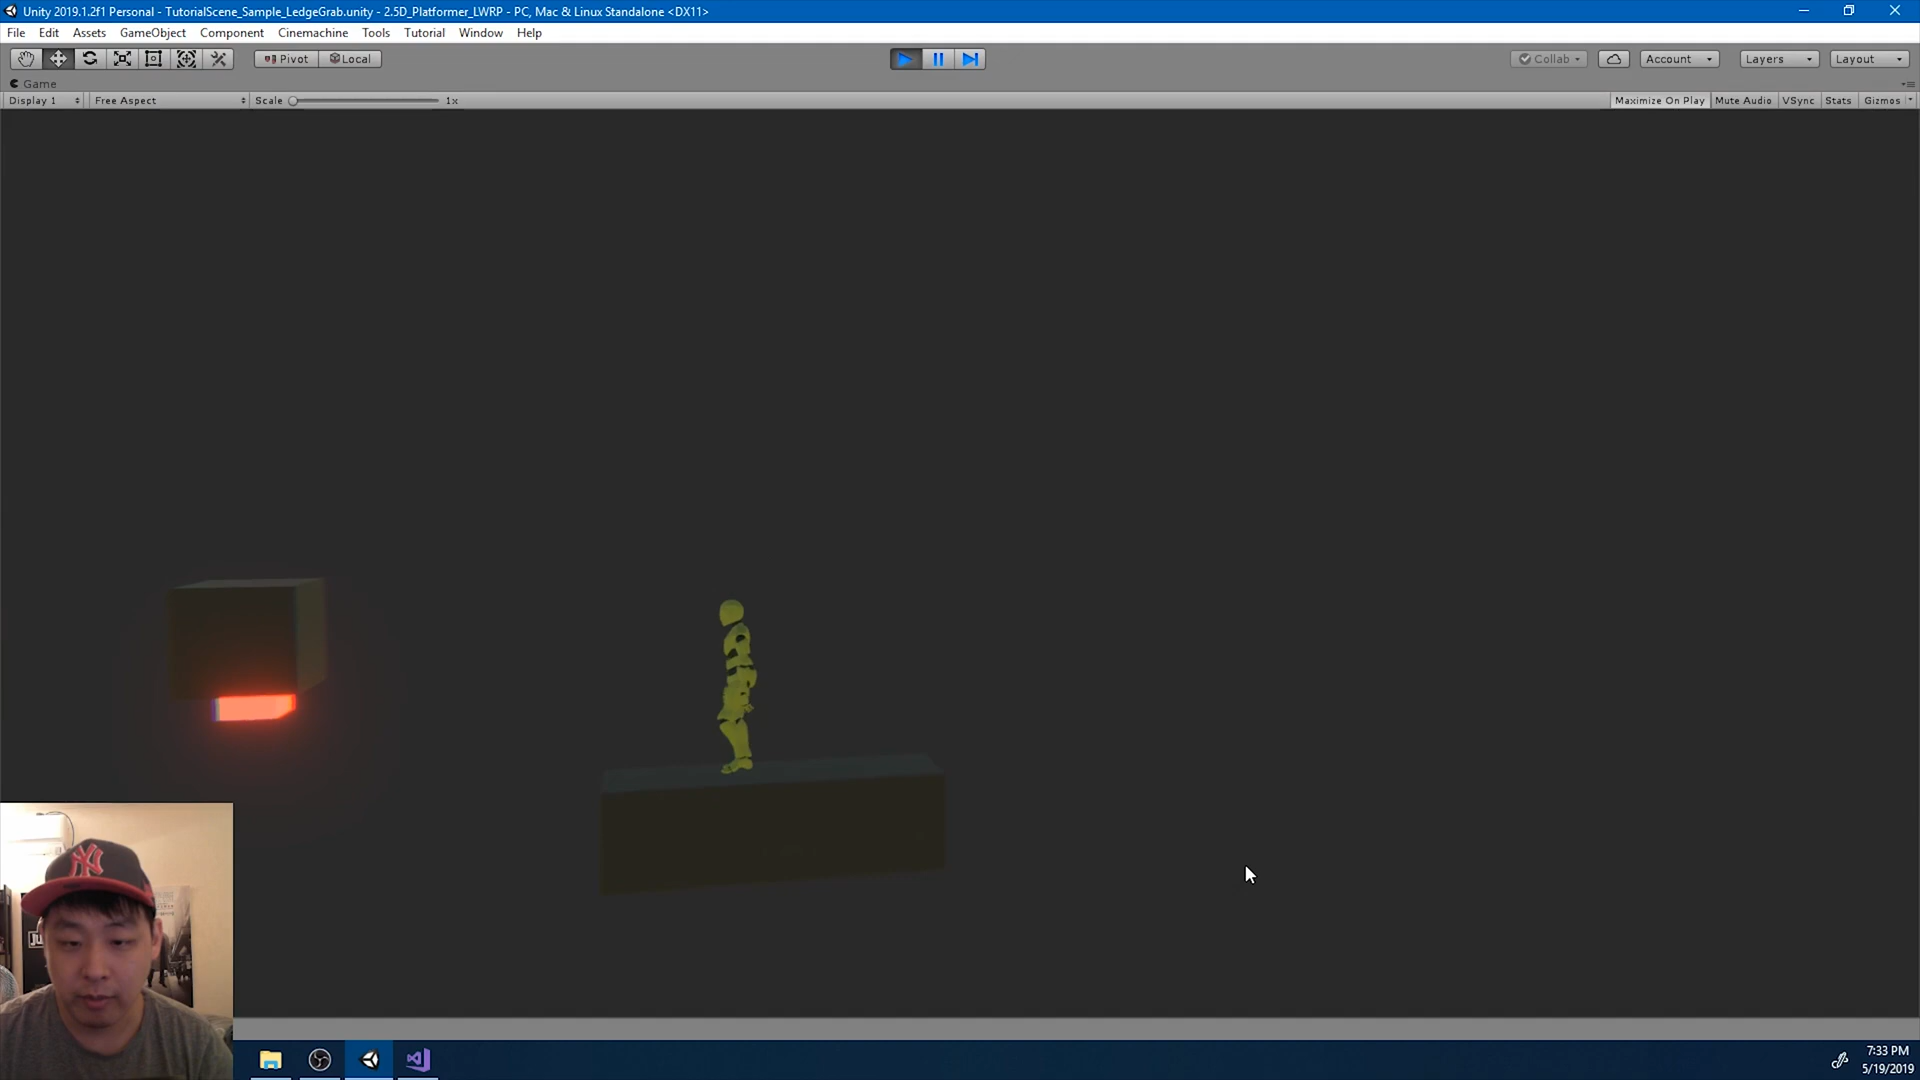 Unity 2019.1.2f1 Personal - TutorialScene_Sample_LedgeGrab.unity - 2.5D_Platformer_LWRP - PC, Mac & Linux Standalone <DX11>
File Edit Assets GameObject Component Cinemachine Tools Tutorial Window Help
Pivot Local Collab Account Layers Layout
Game
Display 1 Free Aspect Scale 1x Maximize On Play Mute Audio VSync Stats Gizmos
NY
Ju
7:33 PM
5/19/2019